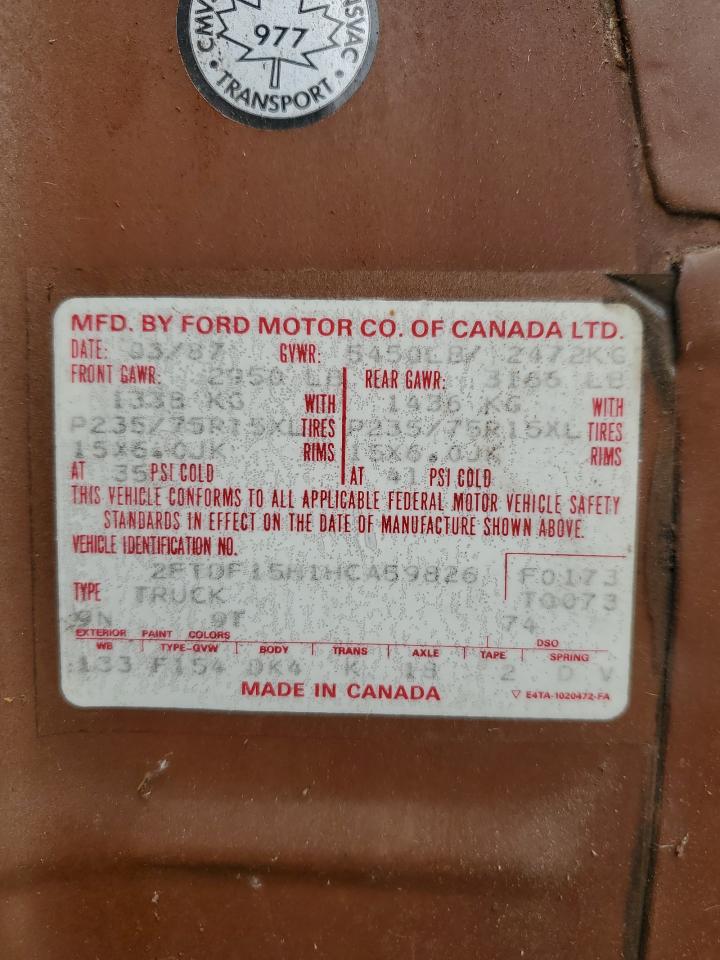 977
TRANSPORT
MFD. BY FORD MOTOR CO. OF CANADA LTD.
DATE: 03/87 GVWR: 5450LB/ 2472KG
FRONT GAWR: 2950 LB REAR GAWR: 3166 LB
1338 KG WITH 1436 KG WITH
P235/75R15XL TIRES P235/75R15XL TIRES
15X6.0JK RIMS 15X6.0JK RIMS
AT 35 PSI COLD AT 41 PSI COLD
THIS VEHICLE CONFORMS TO ALL APPLICABLE FEDERAL MOTOR VEHICLE SAFETY
STANDARDS IN EFFECT ON THE DATE OF MANUFACTURE SHOWN ABOVE.
VEHICLE IDENTIFICATION NO.
2FTDF15H1HCA59826 F0173
TYPE TRUCK T0073
9N 9T 74
EXTERIOR PAINT COLORS DSO
WB TYPE-GVW BODY TRANS AXLE TAPE SPRING
133 F154 K 18 2 D V
MADE IN CANADA ▽ E4TA-1020472-FA